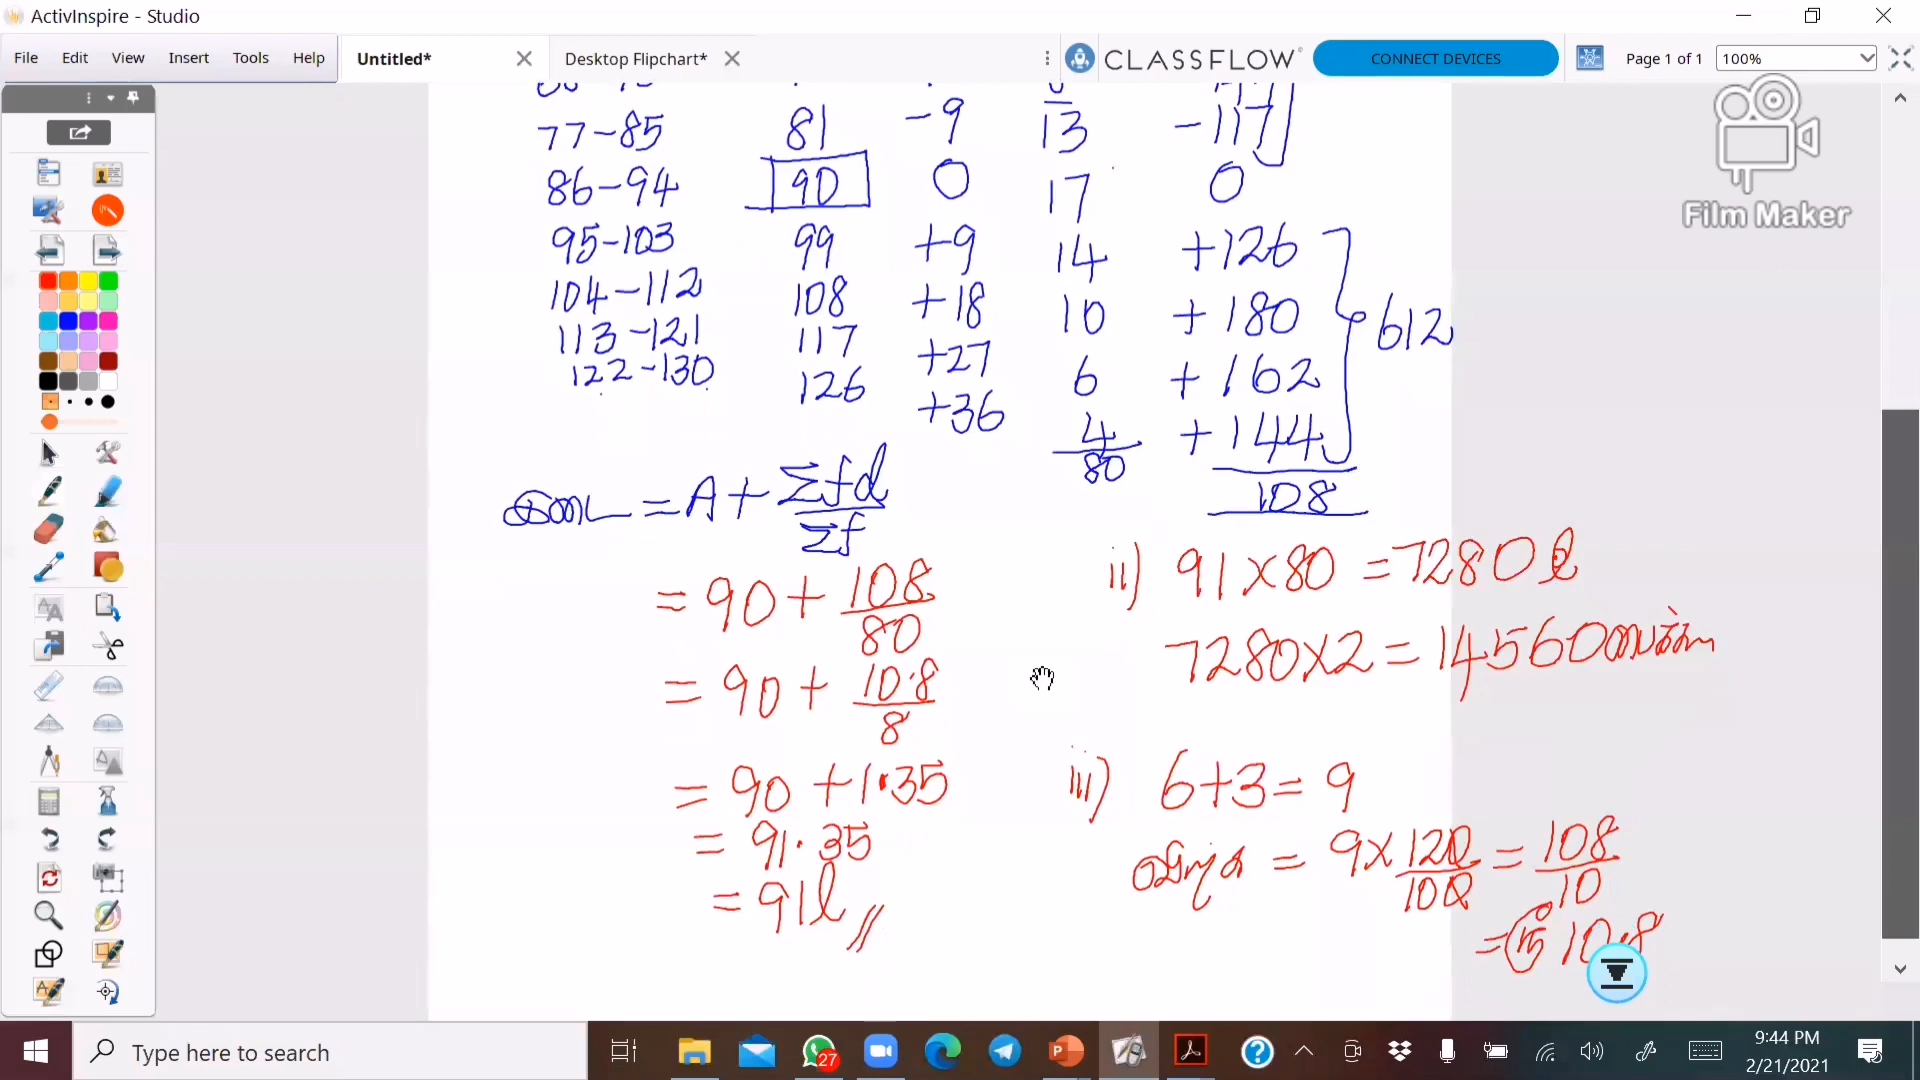 ActivInspire - Studio
File Edit View Insert Tools Help Untitled* Desktop Flipchart* CLASSFLOW CONNECT DEVICES Page 1 of 1 100%
Film Maker
77-85 81 -9 13 -117
86-94 90 0 17 0
95-103 99 +9 14 +126
104-112 108 +18 10 +180
113-121 117 +27 6 +162
122-130 126 +36 4 +144
612
80 108
= A + Σfd
Σf
= 90 + 108
80
= 90 + 10.8
8
= 90 + 1.35
= 91.35
= 91l //
ii) 91 x 80 = 7280 l
7280 x 2 = 14560
iii) 6+3 = 9
= 9 x 120 = 108
100 10
= 10.8
Type here to search
27
9:44 PM
2/21/2021